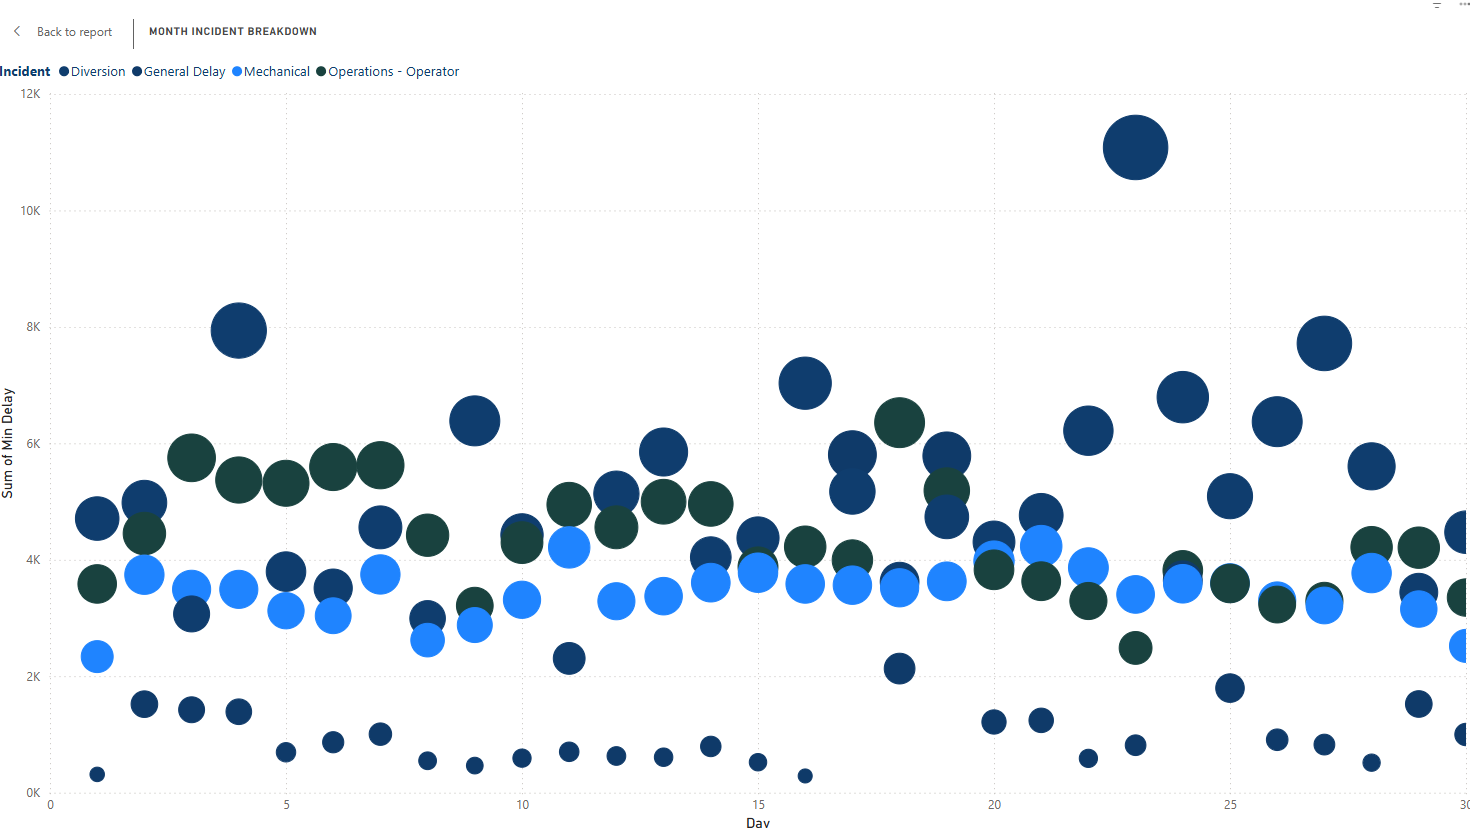 Back to report
MONTH INCIDENT BREAKDOWN
Incident Diversion General Delay Mechanical Operations - Operator
12K
10K
8K
6K
4K
2K
0K
Sum of Min Delay
0 5 10 15 20 25 30
Day